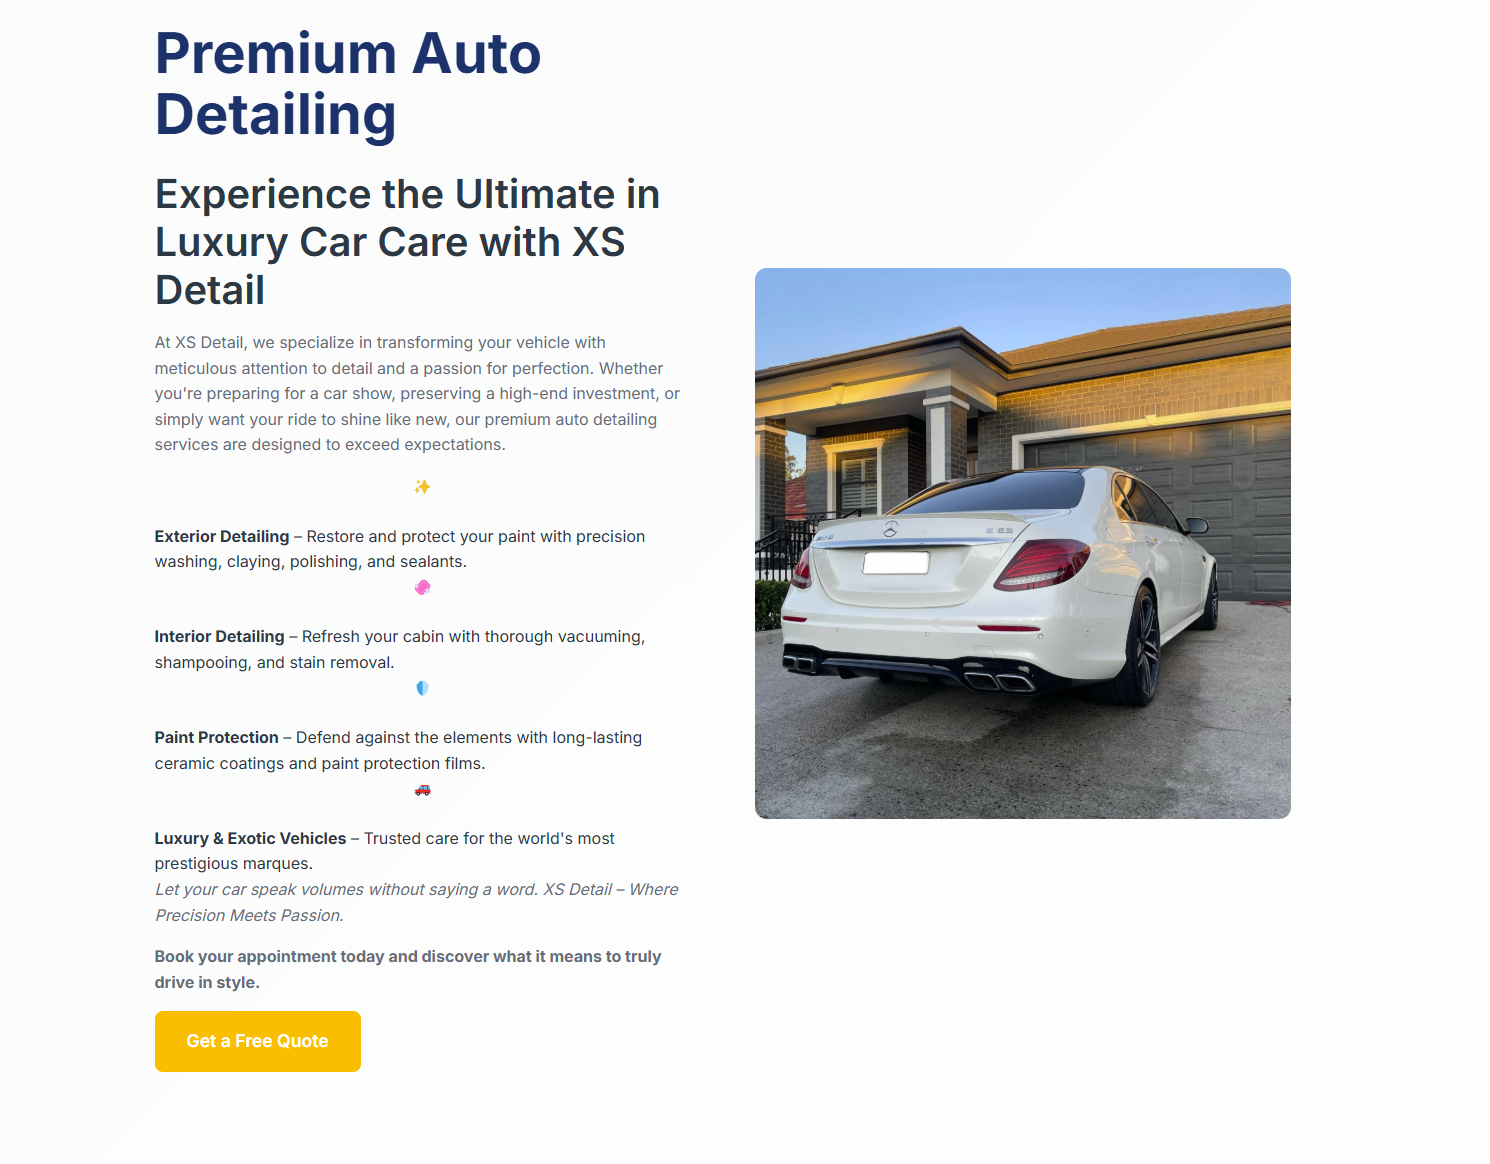 Premium Auto
Detailing
Experience the Ultimate in
Luxury Car Care with XS
Detail
At XS Detail, we specialize in transforming your vehicle with
meticulous attention to detail and a passion for perfection. Whether
you're preparing for a car show, preserving a high-end investment, or
simply want your ride to shine like new, our premium auto detailing
services are designed to exceed expectations.
✨
Exterior Detailing – Restore and protect your paint with precision
washing, claying, polishing, and sealants.
🧼
Interior Detailing – Refresh your cabin with thorough vacuuming,
shampooing, and stain removal.
🛡️
Paint Protection – Defend against the elements with long-lasting
ceramic coatings and paint protection films.
🚗
Luxury & Exotic Vehicles – Trusted care for the world's most
prestigious marques.
Let your car speak volumes without saying a word. XS Detail – Where
Precision Meets Passion.
Book your appointment today and discover what it means to truly
drive in style.
Get a Free Quote
E 63